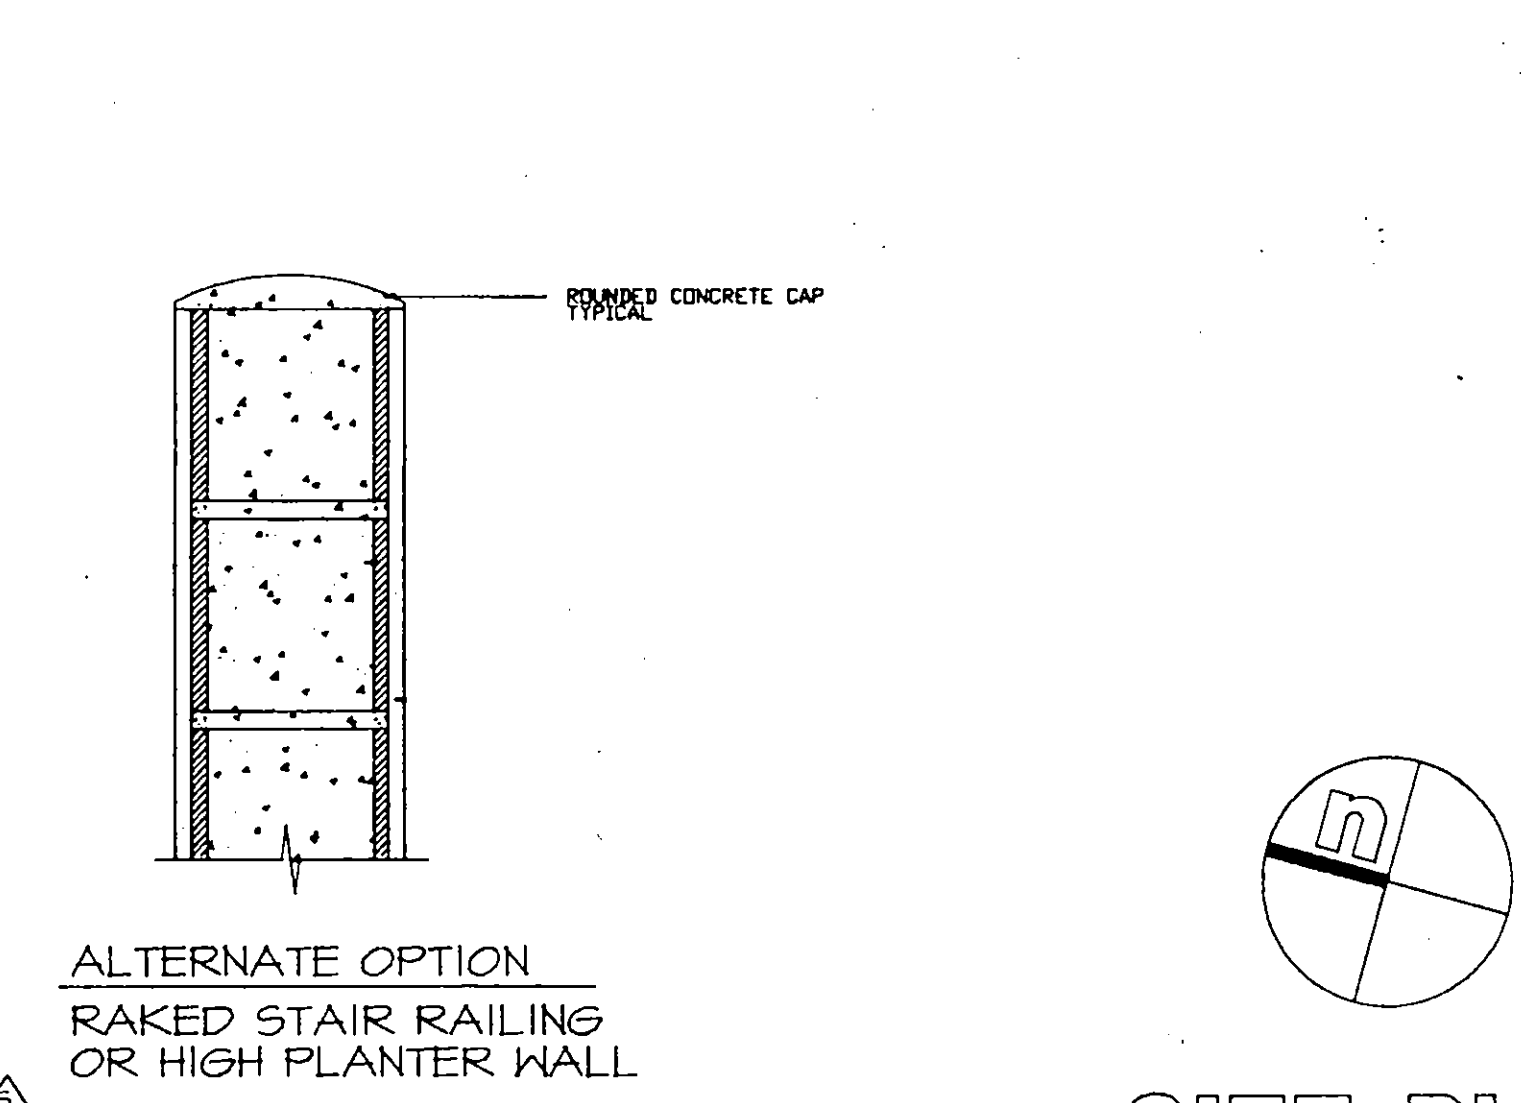 ROUNDED CONCRETE CAP
TYPICAL
n
ALTERNATE OPTION
RAKED STAIR RAILING
OR HIGH PLANTER WALL